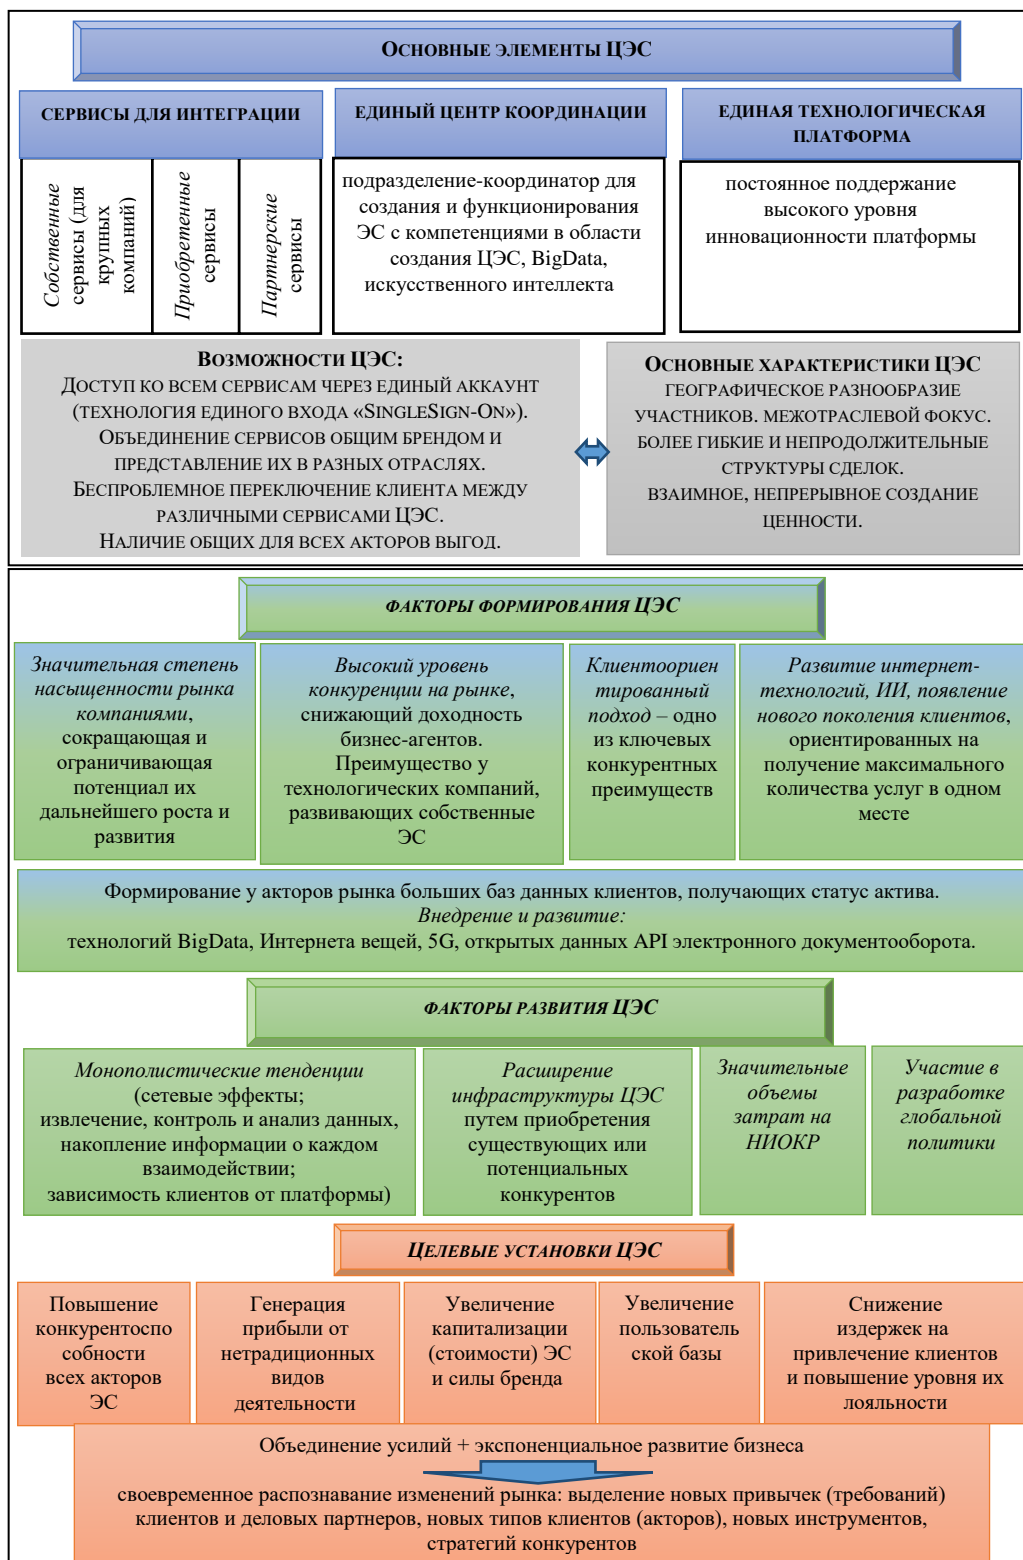 ОСНОВНЫЕ ЭЛЕМЕНТЫ ЦЭС
СЕРВИСЫ ДЛЯ ИНТЕГРАЦИИ
ЕДИНЫЙ ЦЕНТР КООРДИНАЦИИ
ЕДИНАЯ ТЕХНОЛОГИЧЕСКАЯ
ПЛАТФОРМА
Собственные
сервисы (для
крупных
компаний)
Приобретенные
сервисы
Партнерские
сервисы
подразделение-координатор для
создания и функционирования
ЭС с компетенциями в области
создания ЦЭС, BigData,
искусственного интеллекта
постоянное поддержание
высокого уровня
инновационности платформы
ВОЗМОЖНОСТИ ЦЭС:
ДОСТУП КО ВСЕМ СЕРВИСАМ ЧЕРЕЗ ЕДИНЫЙ АККАУНТ
(ТЕХНОЛОГИЯ ЕДИНОГО ВХОДА «SINGLESIGN-ON»).
ОБЪЕДИНЕНИЕ СЕРВИСОВ ОБЩИМ БРЕНДОМ И
ПРЕДСТАВЛЕНИЕ ИХ В РАЗНЫХ ОТРАСЛЯХ.
БЕСПРОБЛЕМНОЕ ПЕРЕКЛЮЧЕНИЕ КЛИЕНТА МЕЖДУ
РАЗЛИЧНЫМИ СЕРВИСАМИ ЦЭС.
НАЛИЧИЕ ОБЩИХ ДЛЯ ВСЕХ АКТОРОВ ВЫГОД.
ОСНОВНЫЕ ХАРАКТЕРИСТИКИ ЦЭС
ГЕОГРАФИЧЕСКОЕ РАЗНООБРАЗИЕ
УЧАСТНИКОВ. МЕЖОТРАСЛЕВОЙ ФОКУС.
БОЛЕЕ ГИБКИЕ И НЕПРОДОЛЖИТЕЛЬНЫЕ
СТРУКТУРЫ СДЕЛОК.
ВЗАИМНОЕ, НЕПРЕРЫВНОЕ СОЗДАНИЕ
ЦЕННОСТИ.
ФАКТОРЫ ФОРМИРОВАНИЯ ЦЭС
Значительная степень
насыщенности рынка
компаниями,
сокращающая и
ограничивающая
потенциал их
дальнейшего роста и
развития
Высокий уровень
конкуренции на рынке,
снижающий доходность
бизнес-агентов.
Преимущество у
технологических компаний,
развивающих собственные
ЭС
Клиентоориен
тированный
подход – одно
из ключевых
конкурентных
преимуществ
Развитие интернет-
технологий, ИИ, появление
нового поколения клиентов,
ориентированных на
получение максимального
количества услуг в одном
месте
Формирование у акторов рынка больших баз данных клиентов, получающих статус актива.
Внедрение и развитие:
технологий BigData, Интернета вещей, 5G, открытых данных API электронного документооборота.
ФАКТОРЫ РАЗВИТИЯ ЦЭС
Монополистические тенденции
(сетевые эффекты;
извлечение, контроль и анализ данных,
накопление информации о каждом
взаимодействии;
зависимость клиентов от платформы)
Расширение
инфраструктуры ЦЭС
путем приобретения
существующих или
потенциальных
конкурентов
Значительные
объемы
затрат на
НИОКР
Участие в
разработке
глобальной
политики
ЦЕЛЕВЫЕ УСТАНОВКИ ЦЭС
Повышение
конкурентоспо
собности
всех акторов
ЭС
Генерация
прибыли от
нетрадиционных
видов
деятельности
Увеличение
капитализации
(стоимости) ЭС
и силы бренда
Увеличение
пользователь
ской базы
Снижение
издержек на
привлечение клиентов
и повышение уровня их
лояльности
Объединение усилий + экспоненциальное развитие бизнеса
своевременное распознавание изменений рынка: выделение новых привычек (требований)
клиентов и деловых партнеров, новых типов клиентов (акторов), новых инструментов,
стратегий конкурентов